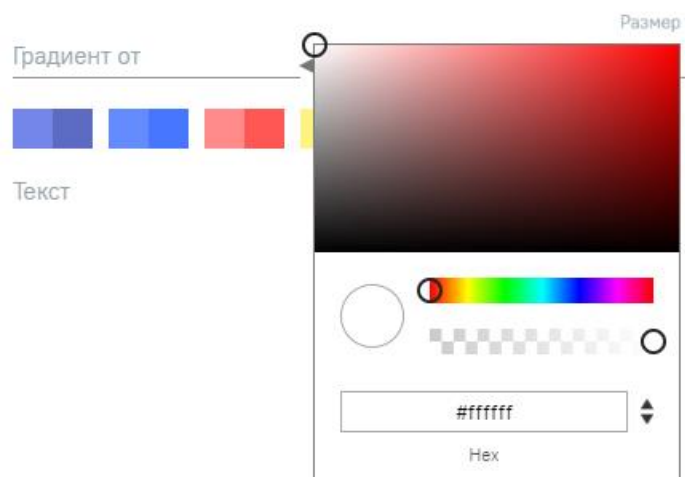 Размер
Градиент от
Текст
#ffffff
Hex